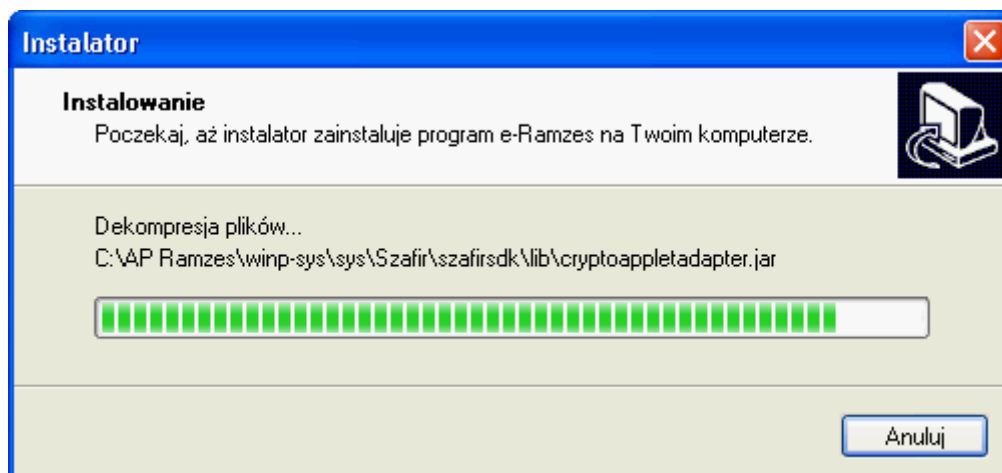 Instalator
Instalowanie
Poczekaj, aż instalator zainstaluje program e-Ramzes na Twoim komputerze.
Dekompresja plików...
C:\AP Ramzes\winp-sys\sys\Szafir\szafirsdk\lib\cryptoappletadapter.jar
Anuluj